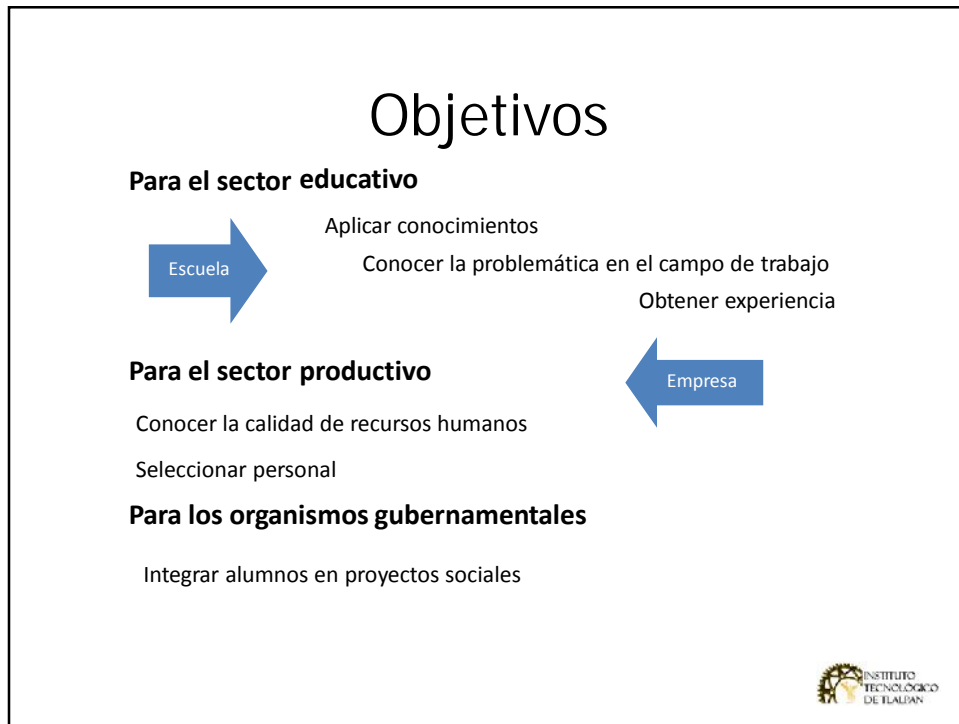 Objetivos
Para el sector educativo
Aplicar conocimientos
Escuela
Conocer la problemática en el campo de trabajo
Obtener experiencia
Para el sector productivo
Empresa
Conocer la calidad de recursos humanos
Seleccionar personal
Para los organismos gubernamentales
Integrar alumnos en proyectos sociales
INSTITUTO
TECNOLÓGICO
DE TLALPAN